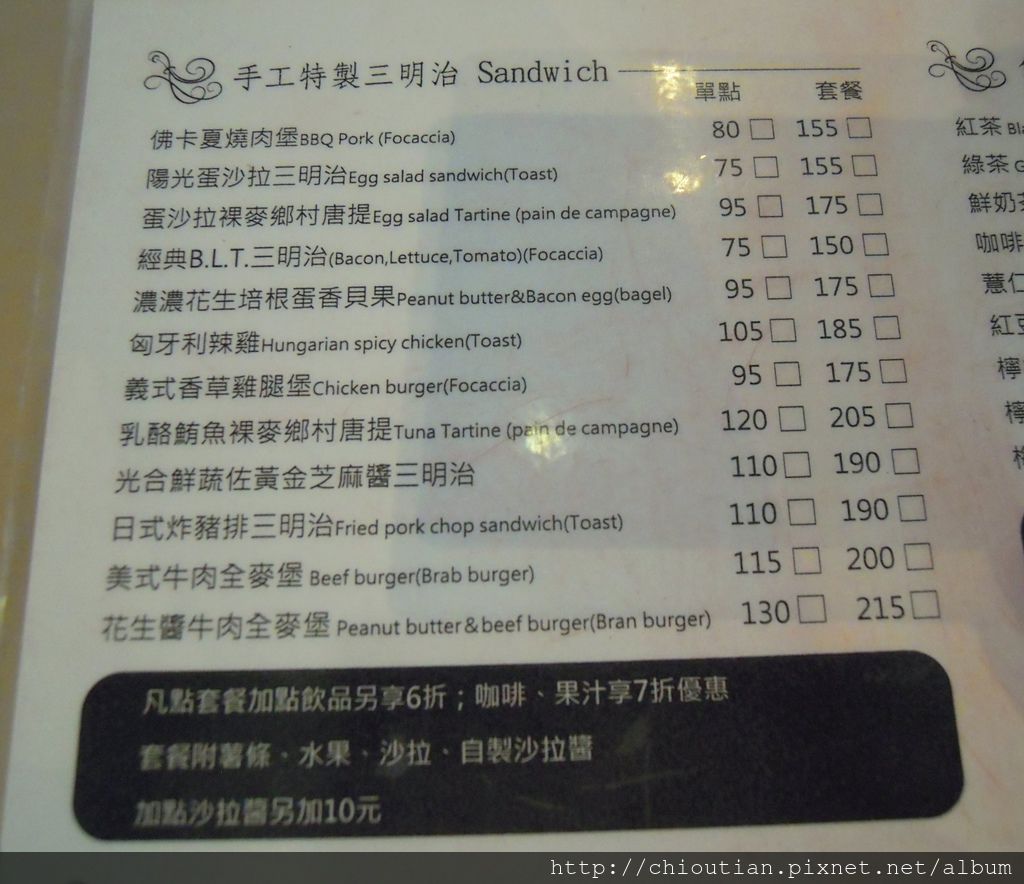 手工特製三明治 Sandwich
單點 套餐
佛卡夏燒肉堡BBQ Pork (Focaccia) 80 □ 155 □
陽光蛋沙拉三明治Egg salad sandwich(Toast) 75 □ 155 □
蛋沙拉裸麥鄉村唐提Egg salad Tartine (pain de campagne) 95 □ 175 □
經典B.L.T.三明治(Bacon,Lettuce,Tomato)(Focaccia) 75 □ 150 □
濃濃花生培根蛋香貝果Peanut butter&Bacon egg(bagel) 95 □ 175 □
匈牙利辣雞Hungarian spicy chicken(Toast) 105 □ 185 □
義式香草雞腿堡Chicken burger(Focaccia) 95 □ 175 □
乳酪鮪魚裸麥鄉村唐提Tuna Tartine (pain de campagne) 120 □ 205 □
光合鮮蔬佐黃金芝麻醬三明治 110 □ 190 □
日式炸豬排三明治Fried pork chop sandwich(Toast) 110 □ 190 □
美式牛肉全麥堡 Beef burger(Brab burger) 115 □ 200 □
花生醬牛肉全麥堡 Peanut butter&beef burger(Bran burger) 130 □ 215 □
凡點套餐加點飲品另享6折；咖啡、果汁享7折優惠
套餐附薯條、水果、沙拉、自製沙拉醬
加點沙拉醬另加10元
紅茶
綠茶
鮮奶茶
咖啡
薏仁
紅豆
檸
檸
http://chioutian.pixnet.net/album